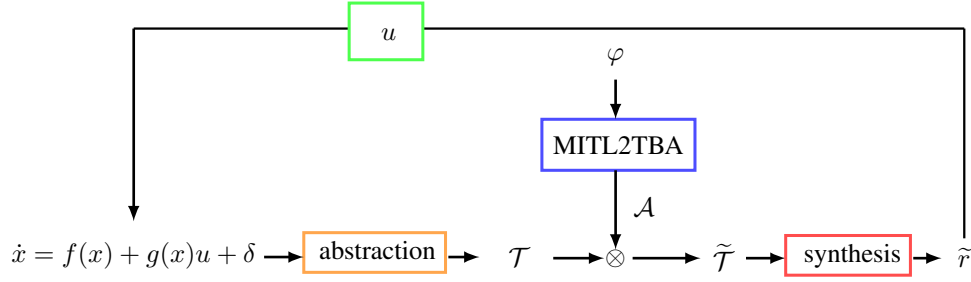 u
φ
MITL2TBA
𝒜
ẋ = f(x) + g(x)u + δ abstraction 𝒯 ⊗ 𝒯̃ synthesis r̃